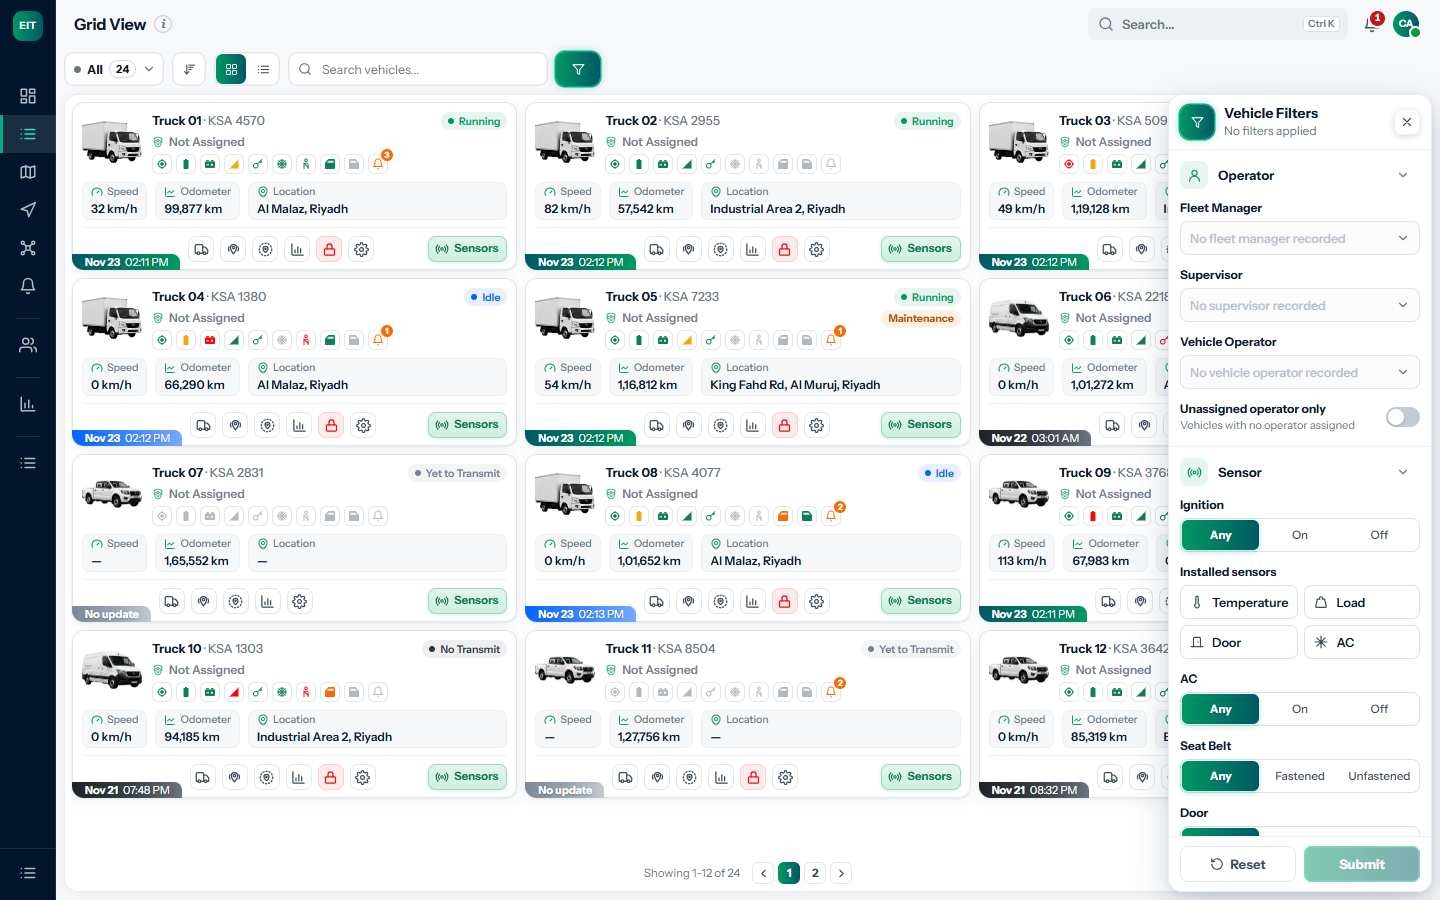 EIT
Grid View
i
Search...
Ctrl K
1
CA
All 24
Search vehicles...
Truck 01 · KSA 4570
Running
Not Assigned
3
Speed
32 km/h
Odometer
99,877 km
Location
Al Malaz, Riyadh
Nov 23 02:11 PM
Sensors
Truck 02 · KSA 2955
Running
Not Assigned
Speed
82 km/h
Odometer
57,542 km
Location
Industrial Area 2, Riyadh
Nov 23 02:12 PM
Sensors
Truck 03 · KSA 509
Not Assigned
Speed
49 km/h
Odometer
1,19,128 km
Nov 23 02:12 PM
Truck 04 · KSA 1380
Idle
Not Assigned
1
Speed
0 km/h
Odometer
66,290 km
Location
Al Malaz, Riyadh
Nov 23 02:12 PM
Sensors
Truck 05 · KSA 7233
Running
Not Assigned
Maintenance
1
Speed
54 km/h
Odometer
1,16,812 km
Location
King Fahd Rd, Al Muruj, Riyadh
Nov 23 02:12 PM
Sensors
Truck 06 · KSA 2218
Not Assigned
Speed
0 km/h
Odometer
1,01,272 km
Nov 22 03:01 AM
Truck 07 · KSA 2831
Yet to Transmit
Not Assigned
Speed
—
Odometer
1,65,552 km
Location
—
No update
Sensors
Truck 08 · KSA 4077
Idle
Not Assigned
2
Speed
0 km/h
Odometer
1,01,652 km
Location
Al Malaz, Riyadh
Nov 23 02:13 PM
Sensors
Truck 09 · KSA 3768
Not Assigned
Speed
113 km/h
Odometer
67,983 km
Nov 23 02:11 PM
Truck 10 · KSA 1303
No Transmit
Not Assigned
Speed
0 km/h
Odometer
94,185 km
Location
Industrial Area 2, Riyadh
Nov 21 07:48 PM
Sensors
Truck 11 · KSA 8504
Yet to Transmit
Not Assigned
2
Speed
—
Odometer
1,27,756 km
Location
—
No update
Sensors
Truck 12 · KSA 3642
Not Assigned
Speed
0 km/h
Odometer
85,319 km
Nov 21 08:32 PM
Showing 1–12 of 24
1
2
Vehicle Filters
No filters applied
Operator
Fleet Manager
No fleet manager recorded
Supervisor
No supervisor recorded
Vehicle Operator
No vehicle operator recorded
Unassigned operator only
Vehicles with no operator assigned
Sensor
Ignition
Any On Off
Installed sensors
Temperature Load
Door AC
AC
Any On Off
Seat Belt
Any Fastened Unfastened
Door
Reset Submit